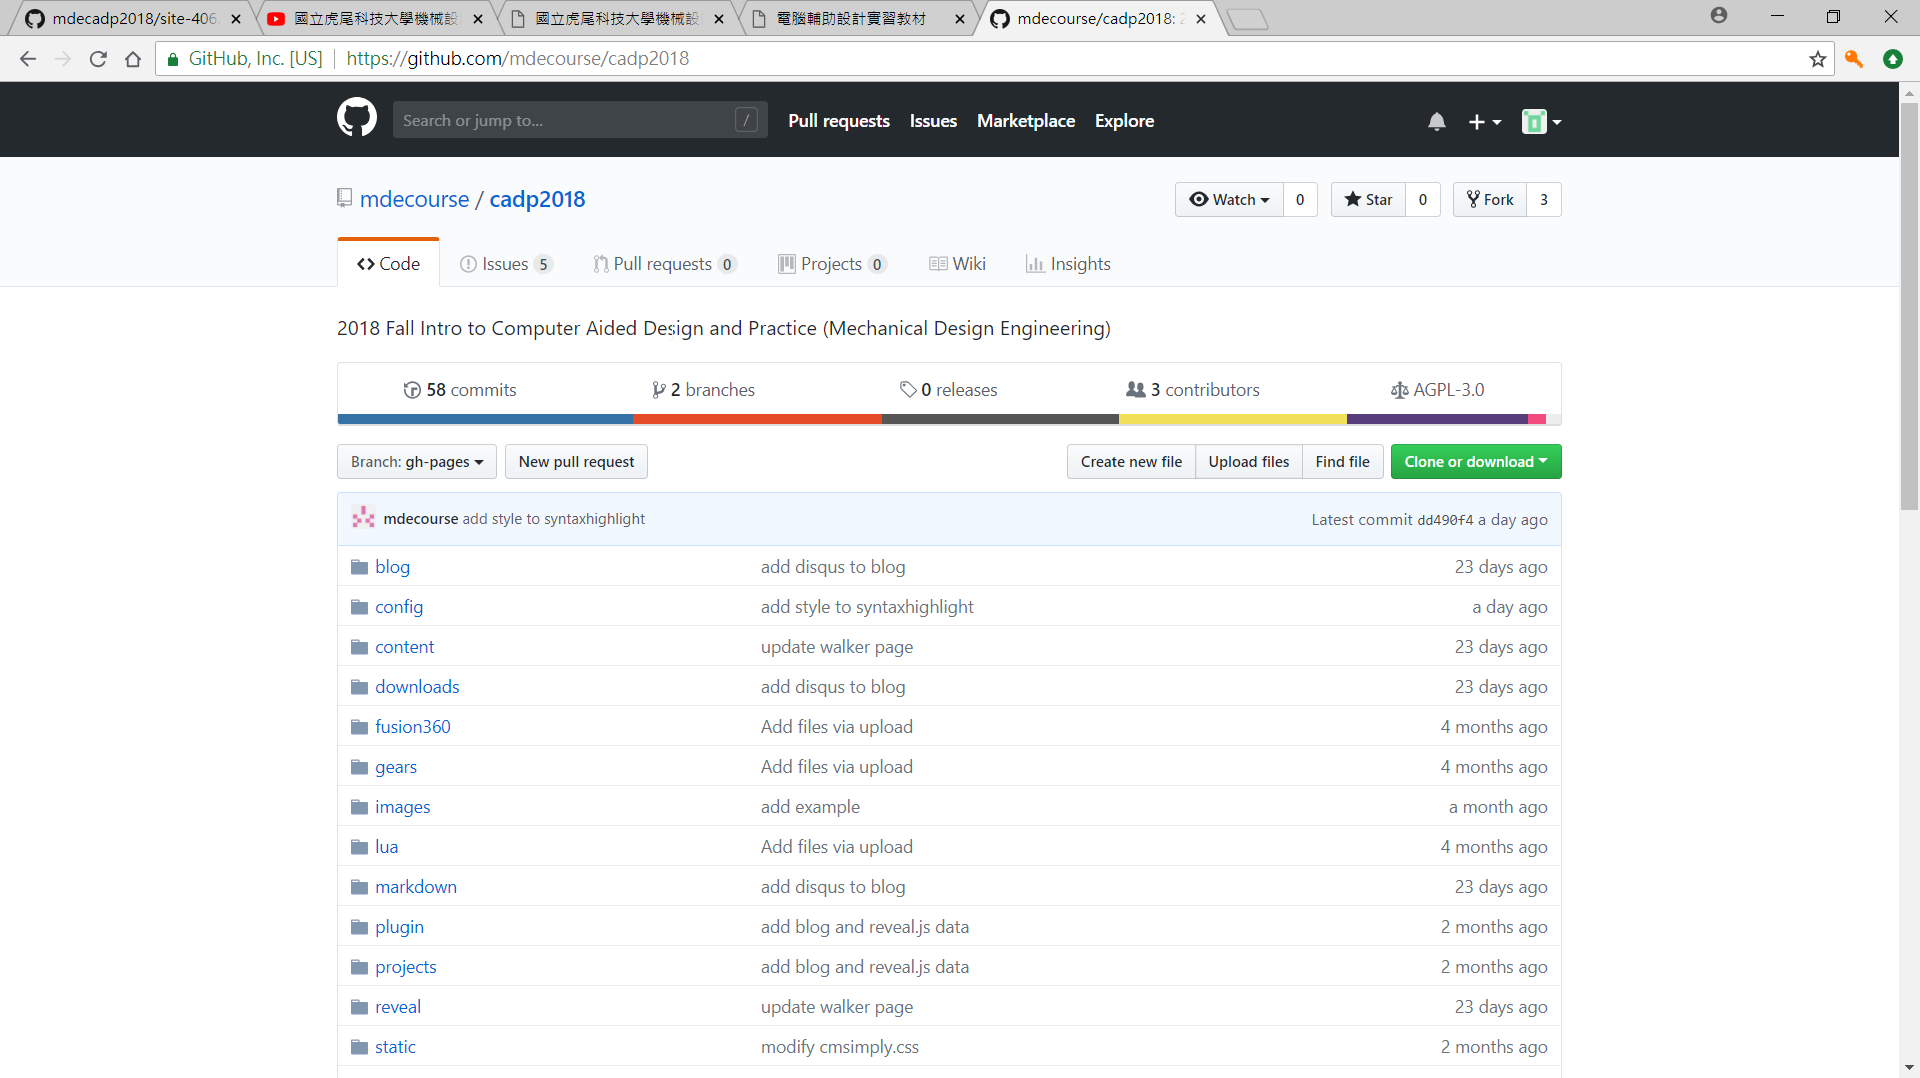 mdecadp2018/site-406
國立虎尾科技大學機械設
國立虎尾科技大學機械設
電腦輔助設計實習教材
mdecourse/cadp2018: 2
GitHub, Inc. [US] https://github.com/mdecourse/cadp2018
Search or jump to... /
Pull requests Issues Marketplace Explore
mdecourse / cadp2018
Watch 0 Star 0 Fork 3
Code Issues 5 Pull requests 0 Projects 0 Wiki Insights
2018 Fall Intro to Computer Aided Design and Practice (Mechanical Design Engineering)
58 commits 2 branches 0 releases 3 contributors AGPL-3.0
Branch: gh-pages New pull request Create new file Upload files Find file Clone or download
mdecourse add style to syntaxhighlight Latest commit dd490f4 a day ago
blog add disqus to blog 23 days ago
config add style to syntaxhighlight a day ago
content update walker page 23 days ago
downloads add disqus to blog 23 days ago
fusion360 Add files via upload 4 months ago
gears Add files via upload 4 months ago
images add example a month ago
lua Add files via upload 4 months ago
markdown add disqus to blog 23 days ago
plugin add blog and reveal.js data 2 months ago
projects add blog and reveal.js data 2 months ago
reveal update walker page 23 days ago
static modify cmsimply.css 2 months ago